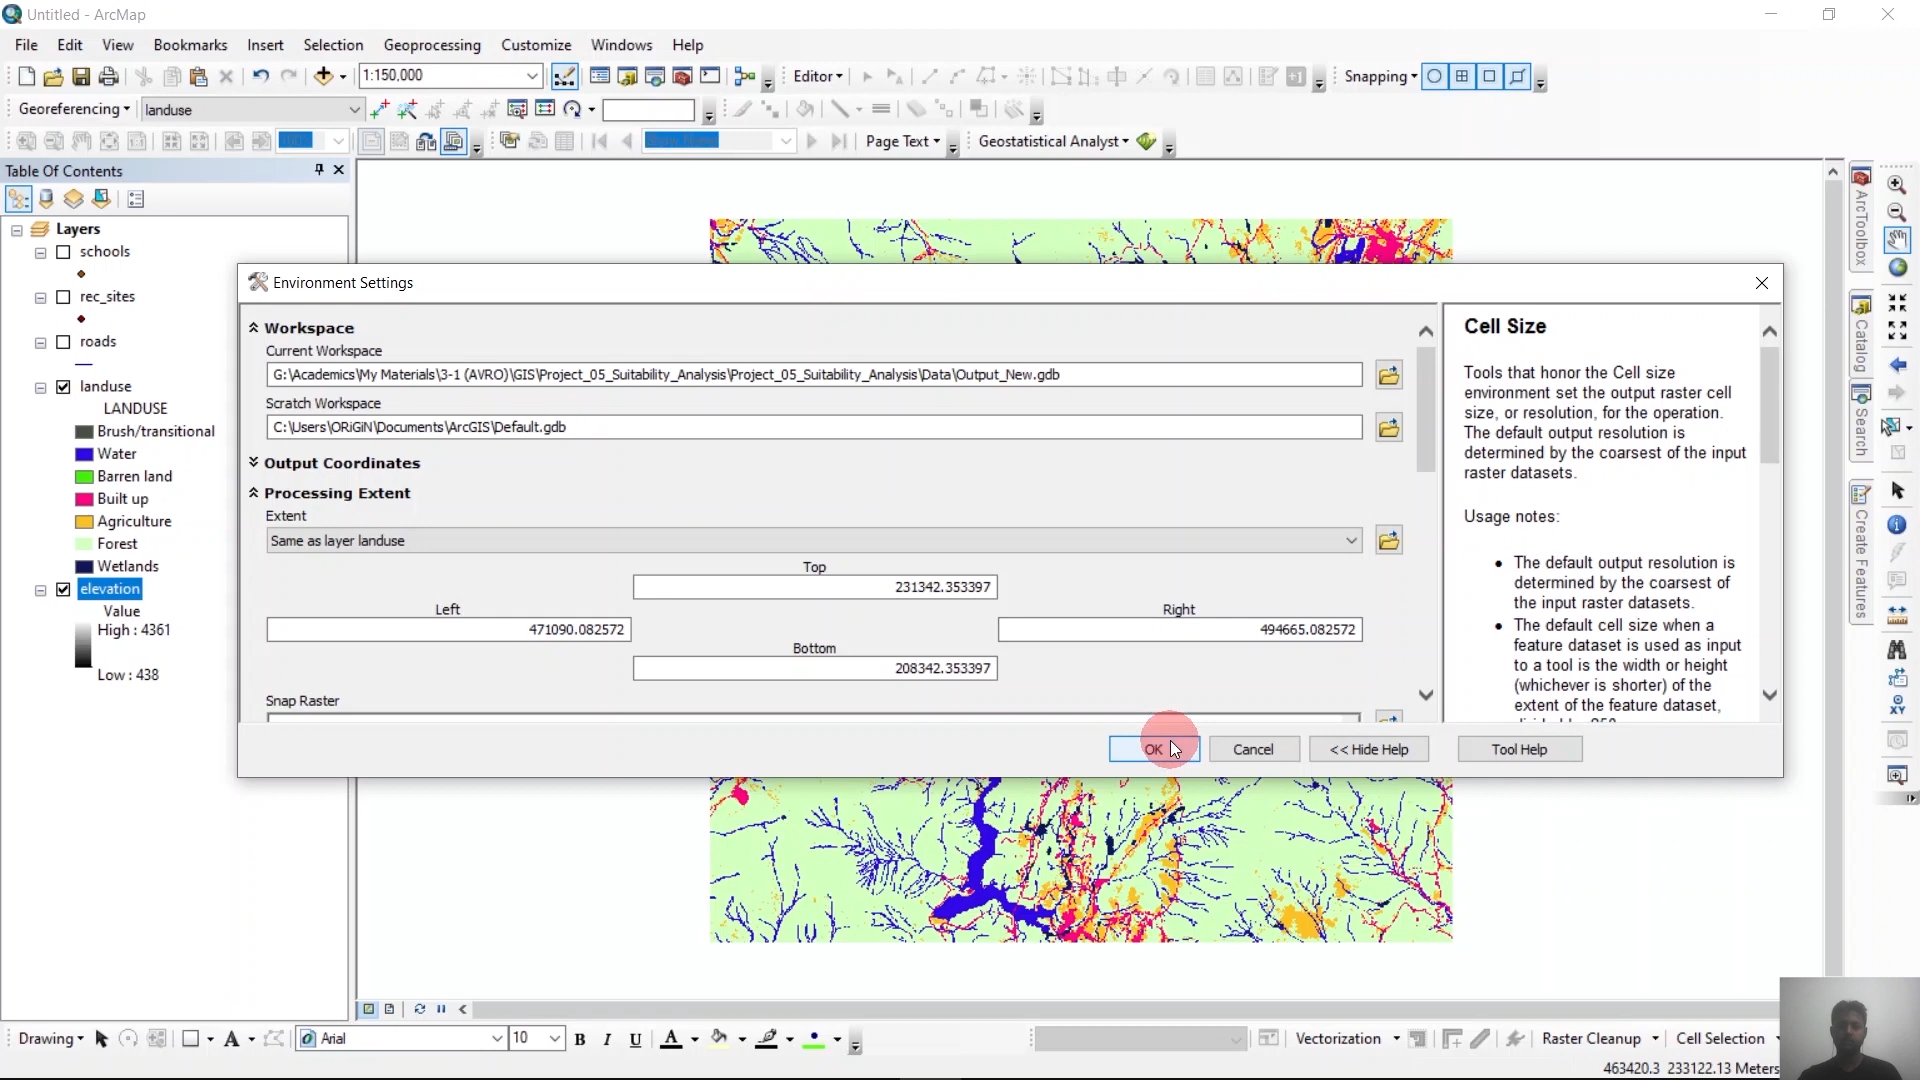 Untitled - ArcMap
File Edit View Bookmarks Insert Selection Geoprocessing Customize Windows Help
1:150,000 Editor Snapping
Georeferencing landuse
Page Text Geostatistical Analyst
Table Of Contents
Layers
schools
rec_sites
roads
landuse
LANDUSE
Brush/transitional
Water
Barren land
Built up
Agriculture
Forest
Wetlands
elevation
Value
High : 4361
Low : 438
Environment Settings
Workspace
Current Workspace
G:\Academics\My Materials\3-1 (AVRO)\GIS\Project_05_Suitability_Analysis\Project_05_Suitability_Analysis\Data\Output_New.gdb
Scratch Workspace
C:\Users\ORiGiN\Documents\ArcGIS\Default.gdb
Output Coordinates
Processing Extent
Extent
Same as layer landuse
Top
231342.353397
Left Right
471090.082572 494665.082572
Bottom
208342.353397
Snap Raster
OK Cancel << Hide Help Tool Help
Cell Size
Tools that honor the Cell size
environment set the output raster cell
size, or resolution, for the operation.
The default output resolution is
determined by the coarsest of the input
raster datasets.
Usage notes:
• The default output resolution is
determined by the coarsest of
the input raster datasets.
• The default cell size when a
feature dataset is used as input
to a tool is the width or height
(whichever is shorter) of the
extent of the feature dataset,
ArcToolbox
Catalog
Search
Create Features
XY
Drawing A Arial 10 B I U A Vectorization Raster Cleanup Cell Selection
463420.3 233122.13 Meters